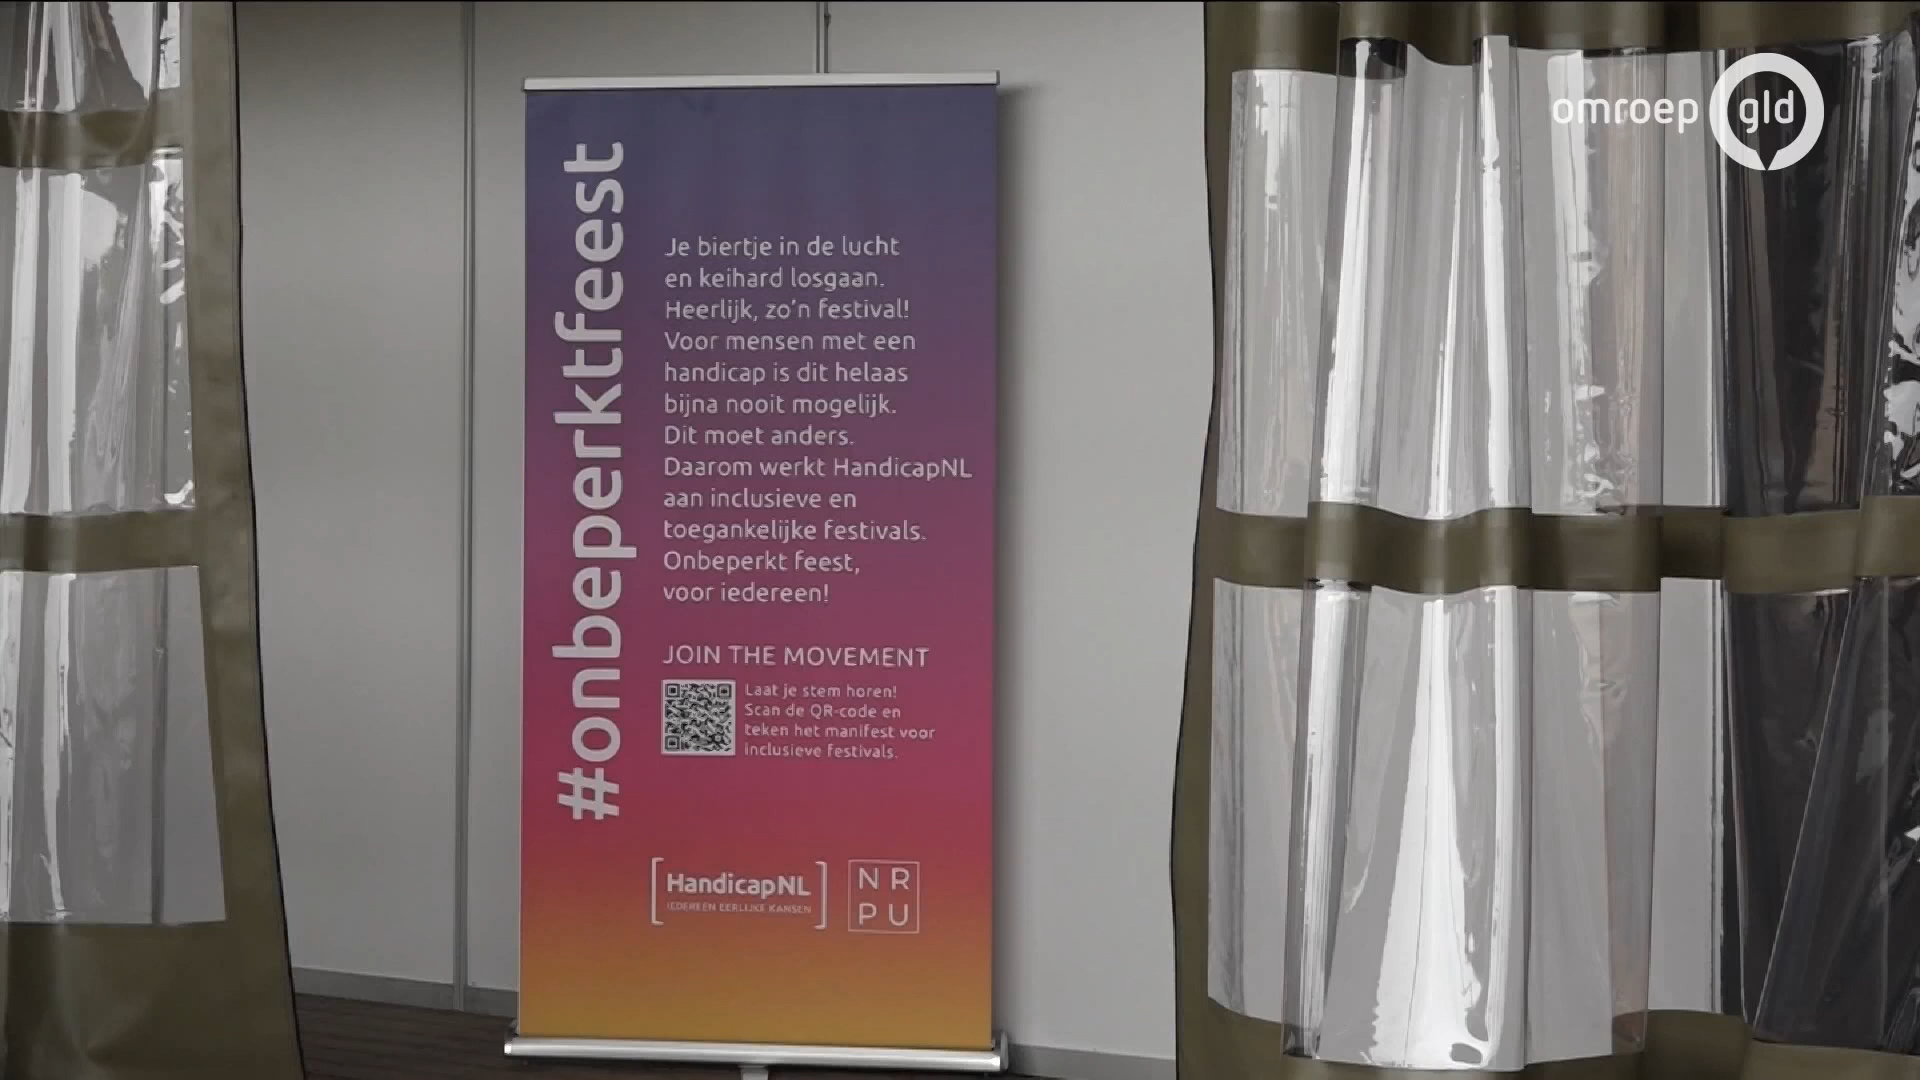 omroep gld
#onbeperktfeest
Je biertje in de lucht
en keihard losgaan.
Heerlijk, zo'n festival!
Voor mensen met een
handicap is dit helaas
bijna nooit mogelijk.
Dit moet anders.
Daarom werkt HandicapNL
aan inclusieve en
toegankelijke festivals.
Onbeperkt feest,
voor iedereen!
JOIN THE MOVEMENT
Laat je stem horen!
Scan de QR-code en
teken het manifest voor
inclusieve festivals.
[HandicapNL]
IEDEREEN EERLIJKE KANSEN
NR
PU